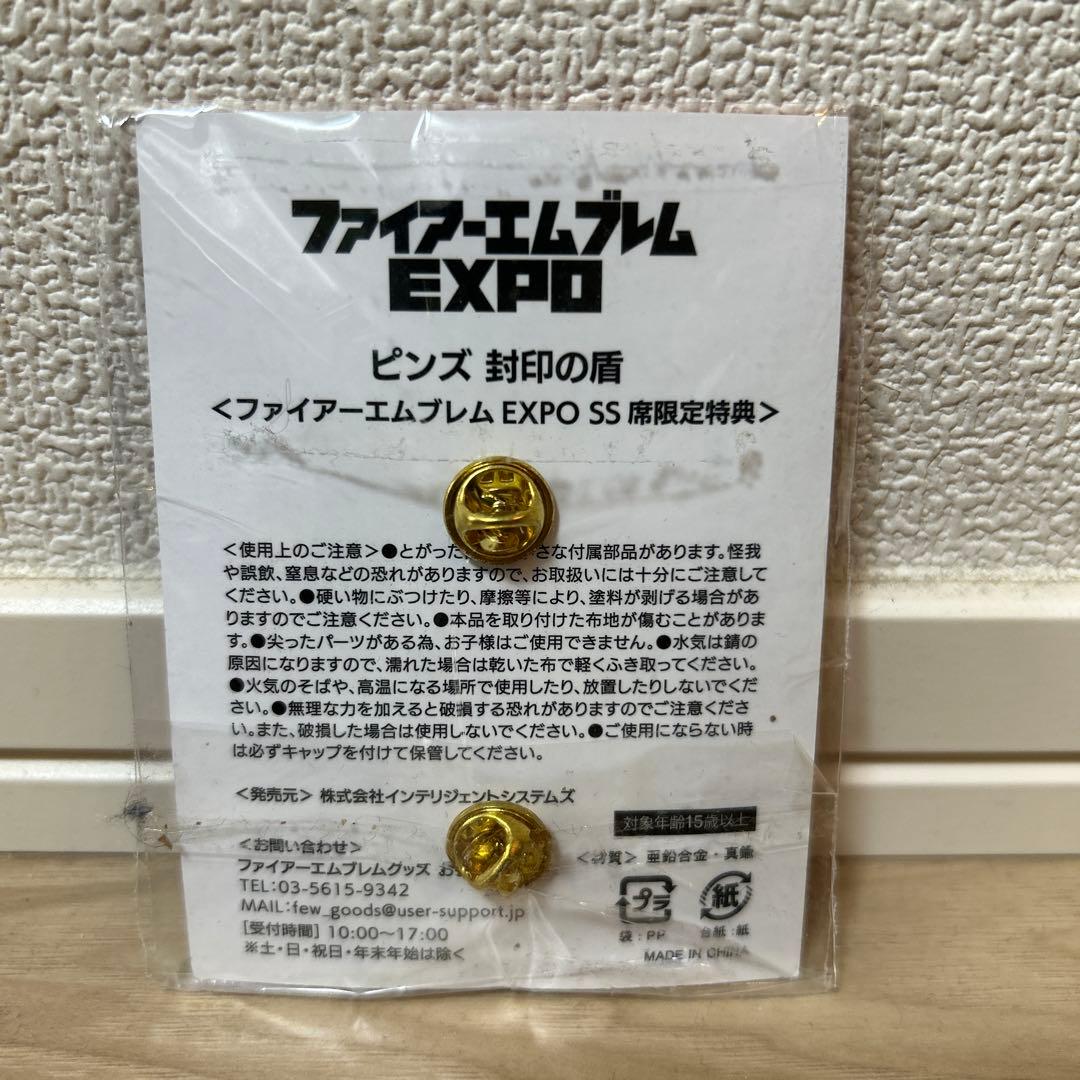 ファイアーエムブレム
EXPO
ピンズ 封印の盾
＜ファイアーエムブレム EXPO SS 席限定特典＞
＜使用上のご注意＞●とがった さな付属部品があります。怪我
や誤飲、窒息などの恐れがありますので、お取扱いには十分にご注意して
ください。●硬い物にぶつけたり、摩擦等により、塗料が剥げる場合があ
りますのでご注意ください。●本品を取り付けた布地が傷むことがありま
す。●尖ったパーツがある為、お子様はご使用できません。●水気は錆の
原因になりますので、濡れた場合は乾いた布で軽くふき取ってください。
●火気のそばや、高温になる場所で使用したり、放置したりしないでくだ
さい。●無理な力を加えると破損する恐れがありますのでご注意くださ
い。また、破損した場合は使用しないでください。●ご使用にならない時
は必ずキャップを付けて保管してください。
＜発売元＞ 株式会社インテリジェントシステムズ
対象年齢15歳以上
＜お問い合わせ＞
ファイアーエムブレムグッズ お
TEL:03-5615-9342
MAIL:few_goods@user-support.jp
［受付時間］10:00〜17:00
※土・日・祝日・年末年始は除く
＜材質＞ 亜鉛合金・真鍮
プラ
紙
袋：PP
台紙：紙
MADE IN CHINA